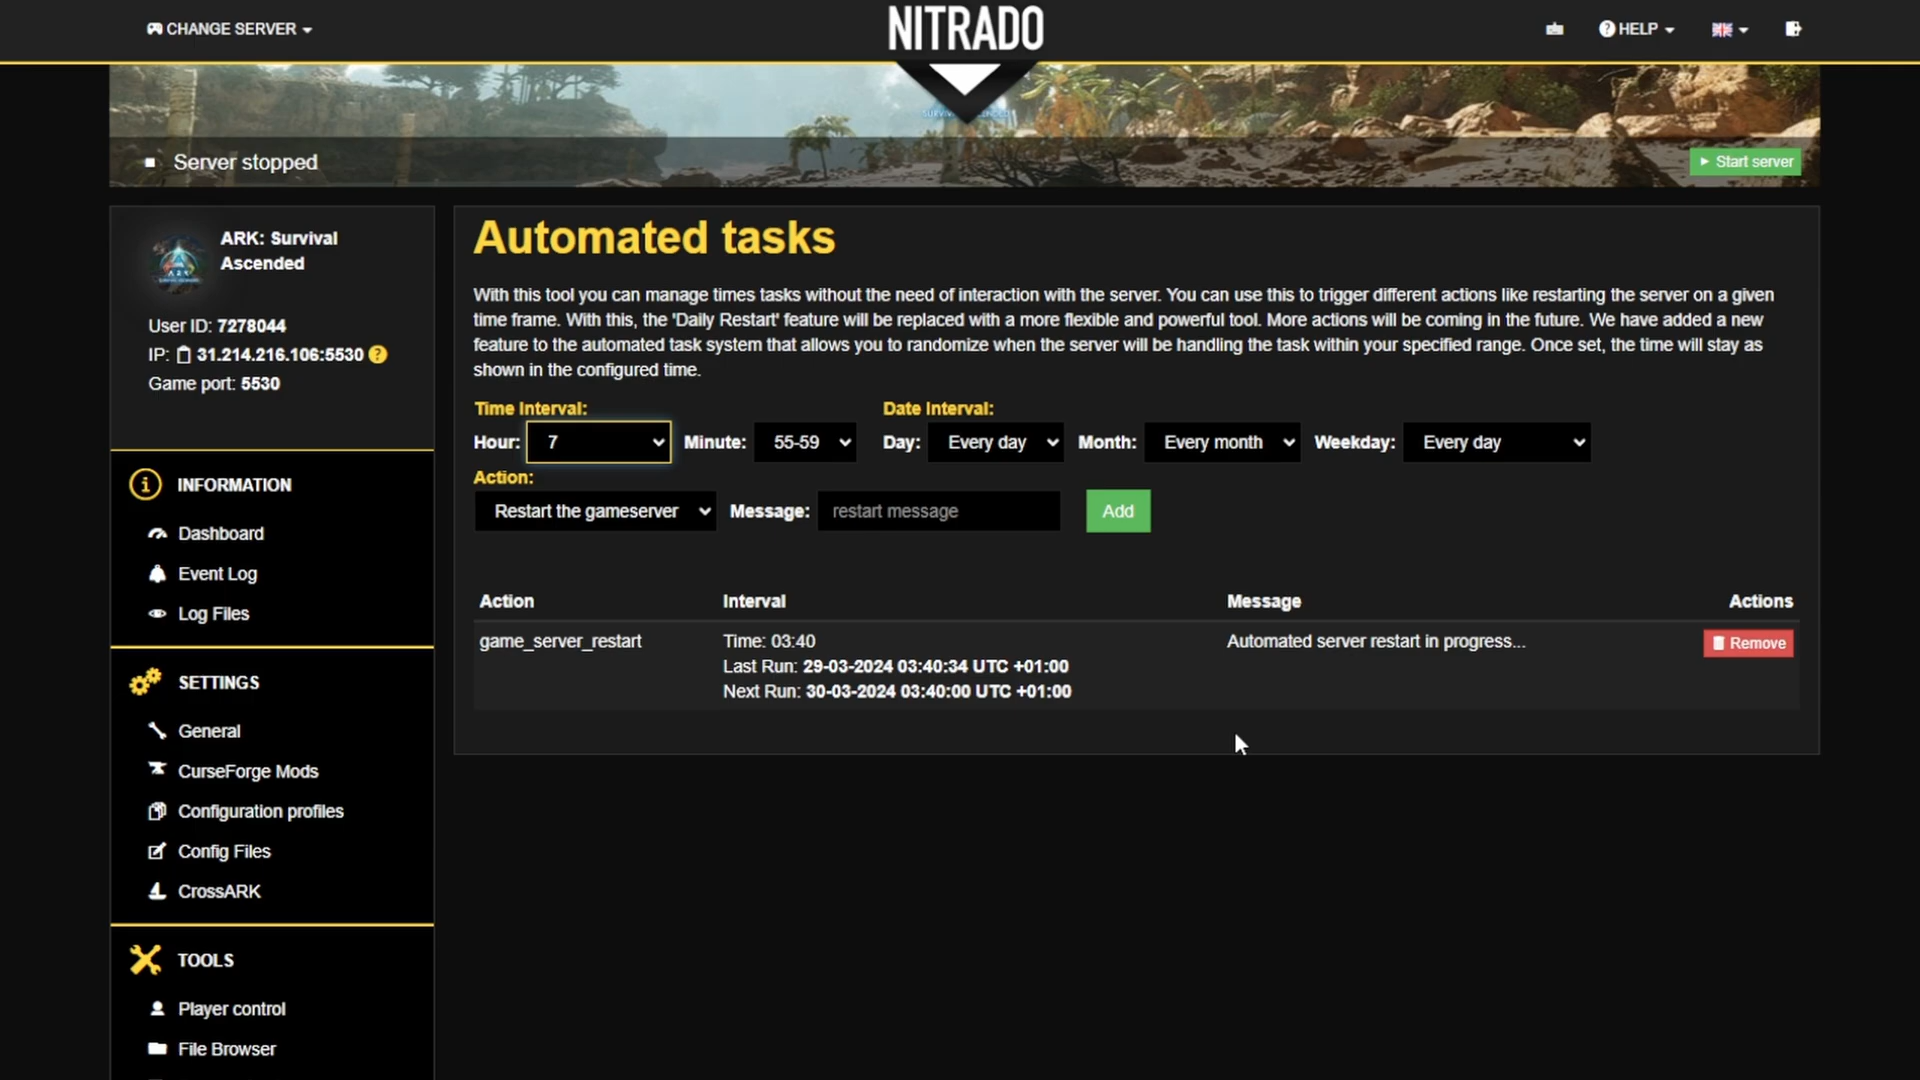 CHANGE SERVER
NITRADO
HELP
Server stopped
Start server
ARK: Survival
Ascended
User ID: 7278044
IP: 31.214.216.106:5530 ?
Game port: 5530
INFORMATION
Dashboard
Event Log
Log Files
SETTINGS
General
CurseForge Mods
Configuration profiles
Config Files
CrossARK
TOOLS
Player control
File Browser
Automated tasks
With this tool you can manage times tasks without the need of interaction with the server. You can use this to trigger different actions like restarting the server on a given
time frame. With this, the 'Daily Restart' feature will be replaced with a more flexible and powerful tool. More actions will be coming in the future. We have added a new
feature to the automated task system that allows you to randomize when the server will be handling the task within your specified range. Once set, the time will stay as
shown in the configured time.
Time Interval: Date Interval:
Hour: 7 Minute: 55-59 Day: Every day Month: Every month Weekday: Every day
Action:
Restart the gameserver Message: restart message Add
Action Interval Message Actions
game_server_restart Time: 03:40 Automated server restart in progress... Remove
Last Run: 29-03-2024 03:40:34 UTC +01:00
Next Run: 30-03-2024 03:40:00 UTC +01:00